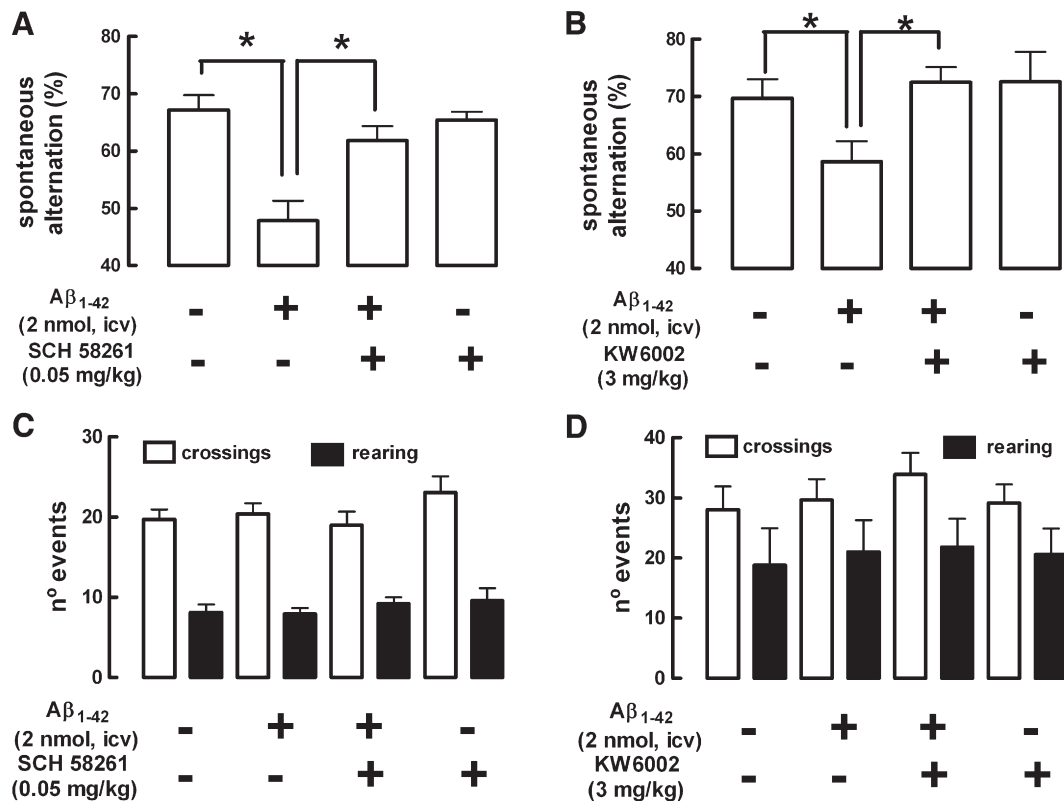 A
spontaneous
alternation (%)
80
70
60
50
40
* *
Aβ1-42
(2 nmol, icv)
- + + -
SCH 58261
(0.05 mg/kg)
- - + +
B
spontaneous
alternation (%)
80
70
60
50
40
* *
Aβ1-42
(2 nmol, icv)
- + + -
KW6002
(3 mg/kg)
- - + +
C
nº events
30
20
10
0
crossings rearing
Aβ1-42
(2 nmol, icv)
- + + -
SCH 58261
(0.05 mg/kg)
- - + +
D
nº events
40
30
20
10
0
crossings rearing
Aβ1-42
(2 nmol, icv)
- + + -
KW6002
(3 mg/kg)
- - + +